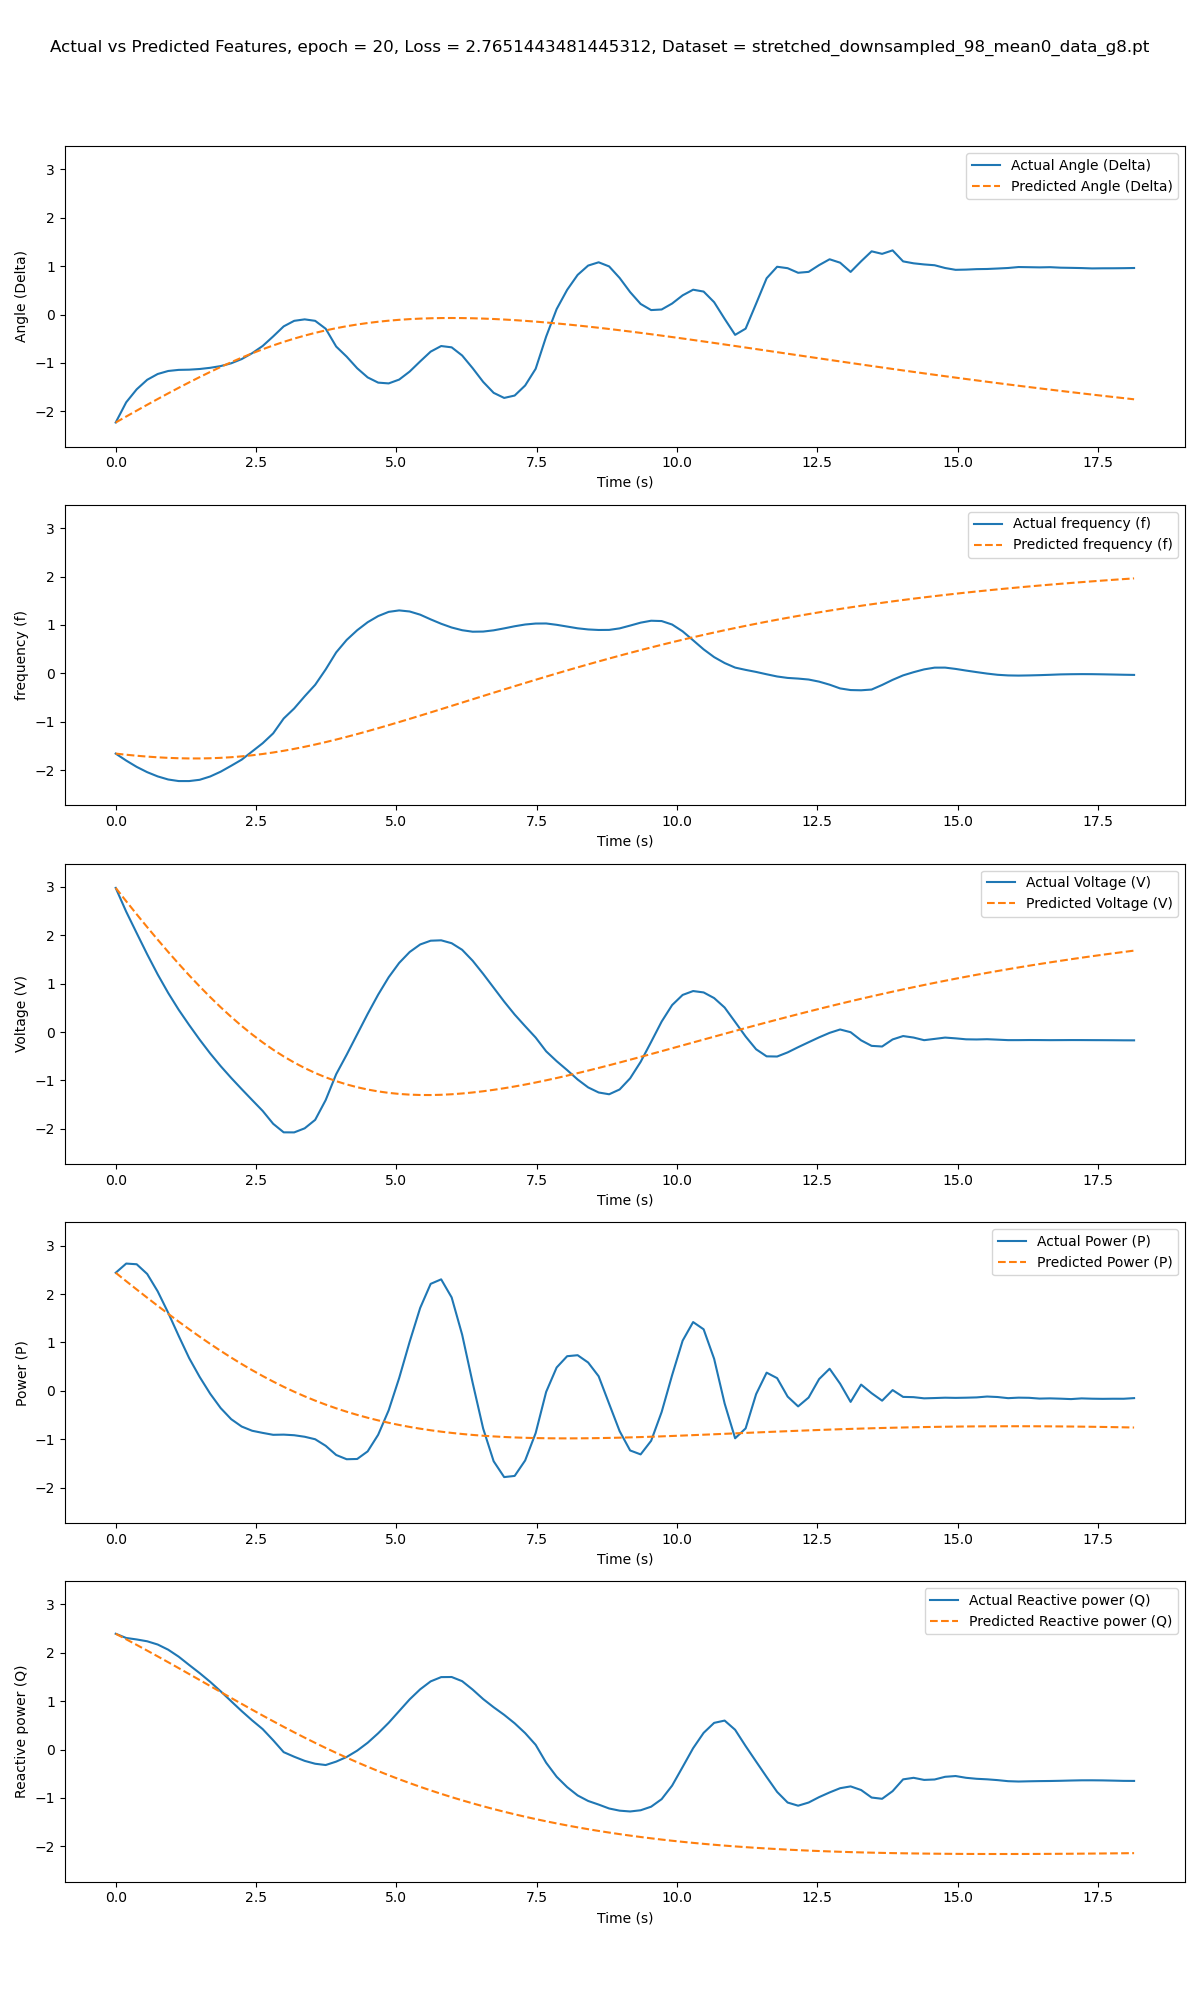 Actual vs Predicted Features, epoch = 20, Loss = 2.7651443481445312, Dataset = stretched_downsampled_98_mean0_data_g8.pt
Actual Angle (Delta)
Predicted Angle (Delta)
Angle (Delta)
3
2
1
0
−1
−2
0.0 2.5 5.0 7.5 10.0 12.5 15.0 17.5
Time (s)
Actual frequency (f)
Predicted frequency (f)
frequency (f)
3
2
1
0
−1
−2
0.0 2.5 5.0 7.5 10.0 12.5 15.0 17.5
Time (s)
Actual Voltage (V)
Predicted Voltage (V)
Voltage (V)
3
2
1
0
−1
−2
0.0 2.5 5.0 7.5 10.0 12.5 15.0 17.5
Time (s)
Actual Power (P)
Predicted Power (P)
Power (P)
3
2
1
0
−1
−2
0.0 2.5 5.0 7.5 10.0 12.5 15.0 17.5
Time (s)
Actual Reactive power (Q)
Predicted Reactive power (Q)
Reactive power (Q)
3
2
1
0
−1
−2
0.0 2.5 5.0 7.5 10.0 12.5 15.0 17.5
Time (s)